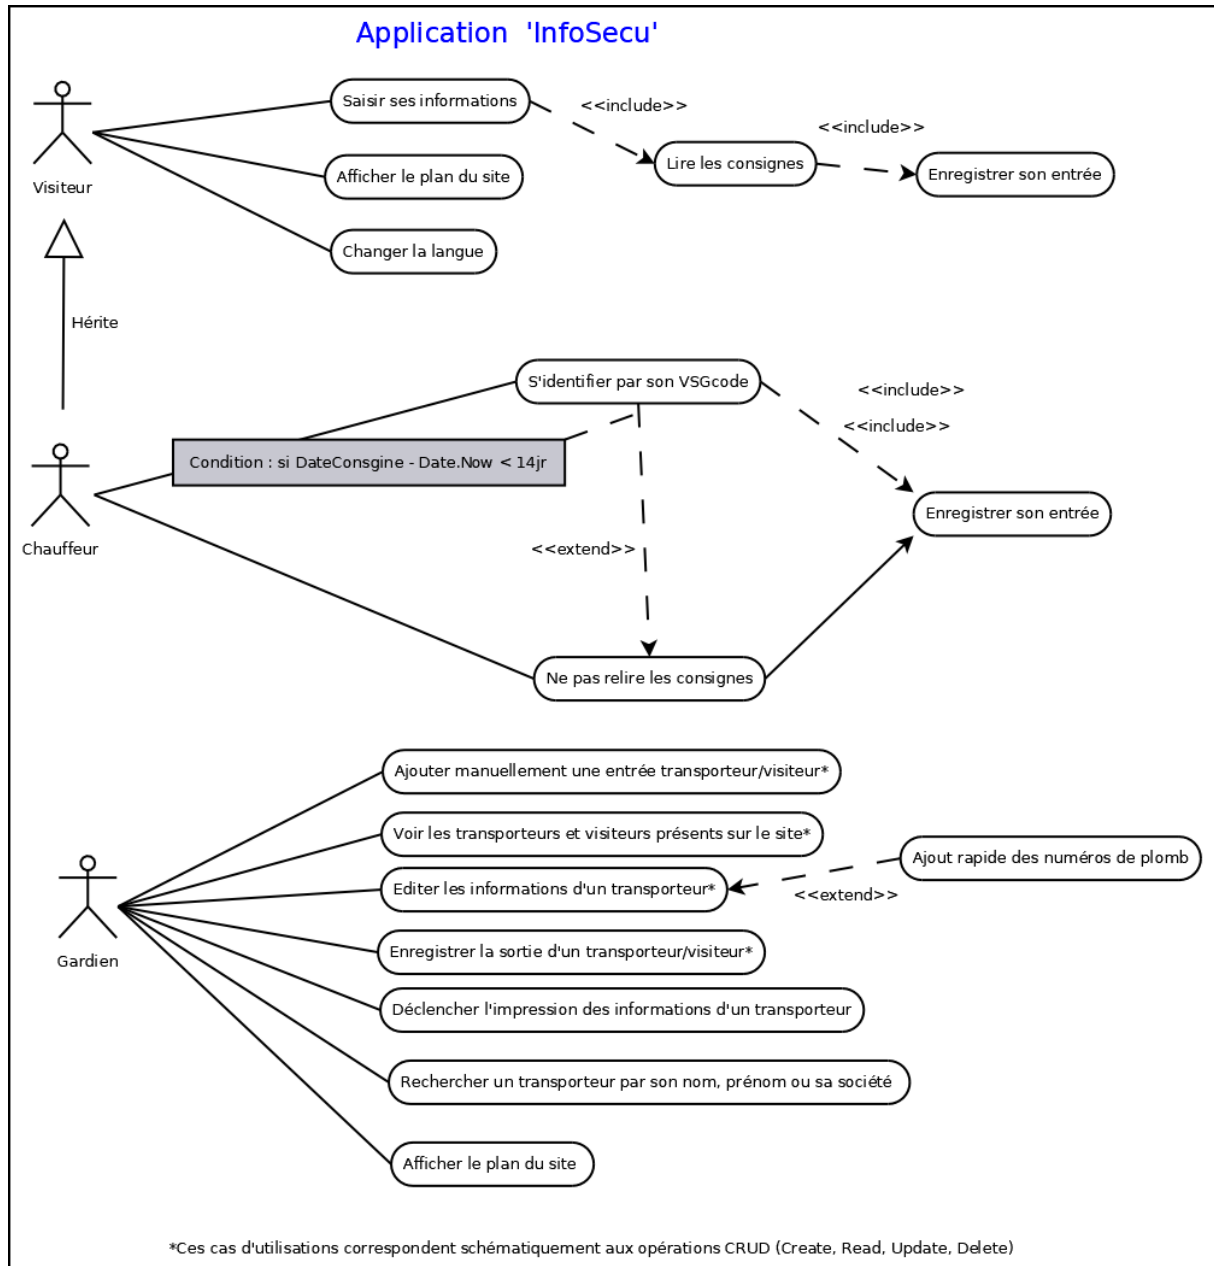 Application 'InfoSecu'
Saisir ses informations
<<include>>
<<include>>
Lire les consignes
Enregistrer son entrée
Visiteur
Afficher le plan du site
Changer la langue
Hérite
S'identifier par son VSGcode
<<include>>
<<include>>
Condition : si DateConsgine - Date.Now < 14jr
Enregistrer son entrée
Chauffeur
<<extend>>
Ne pas relire les consignes
Ajouter manuellement une entrée transporteur/visiteur*
Voir les transporteurs et visiteurs présents sur le site*
Ajout rapide des numéros de plomb
Editer les informations d'un transporteur*
<<extend>>
Enregistrer la sortie d'un transporteur/visiteur*
Gardien
Déclencher l'impression des informations d'un transporteur
Rechercher un transporteur par son nom, prénom ou sa société
Afficher le plan du site
*Ces cas d'utilisations correspondent schématiquement aux opérations CRUD (Create, Read, Update, Delete)